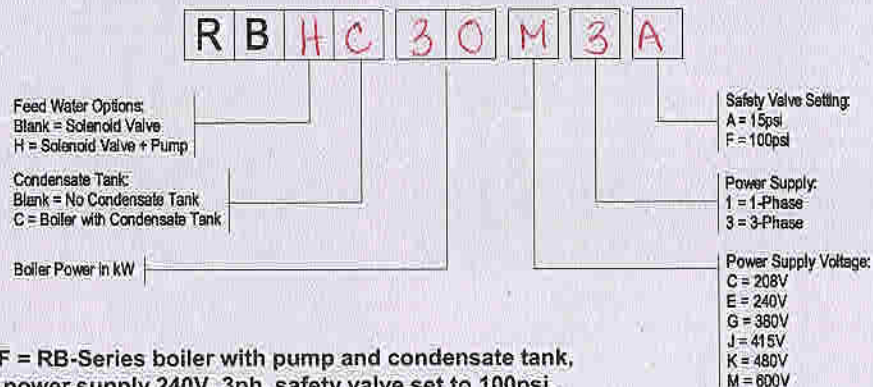 RBHC30M3A
Feed Water Options:
Blank = Solenoid Valve
H = Solenoid Valve + Pump
Condensate Tank:
Blank = No Condensate Tank
C = Boiler with Condensate Tank
Boiler Power in kW
Safety Valve Setting:
A = 15psi
F = 100psi
Power Supply:
1 = 1-Phase
3 = 3-Phase
Power Supply Voltage:
C = 208V
E = 240V
G = 380V
J = 415V
K = 480V
M = 600V
F = RB-Series boiler with pump and condensate tank,
power supply 240V, 3ph, safety valve set to 100psi